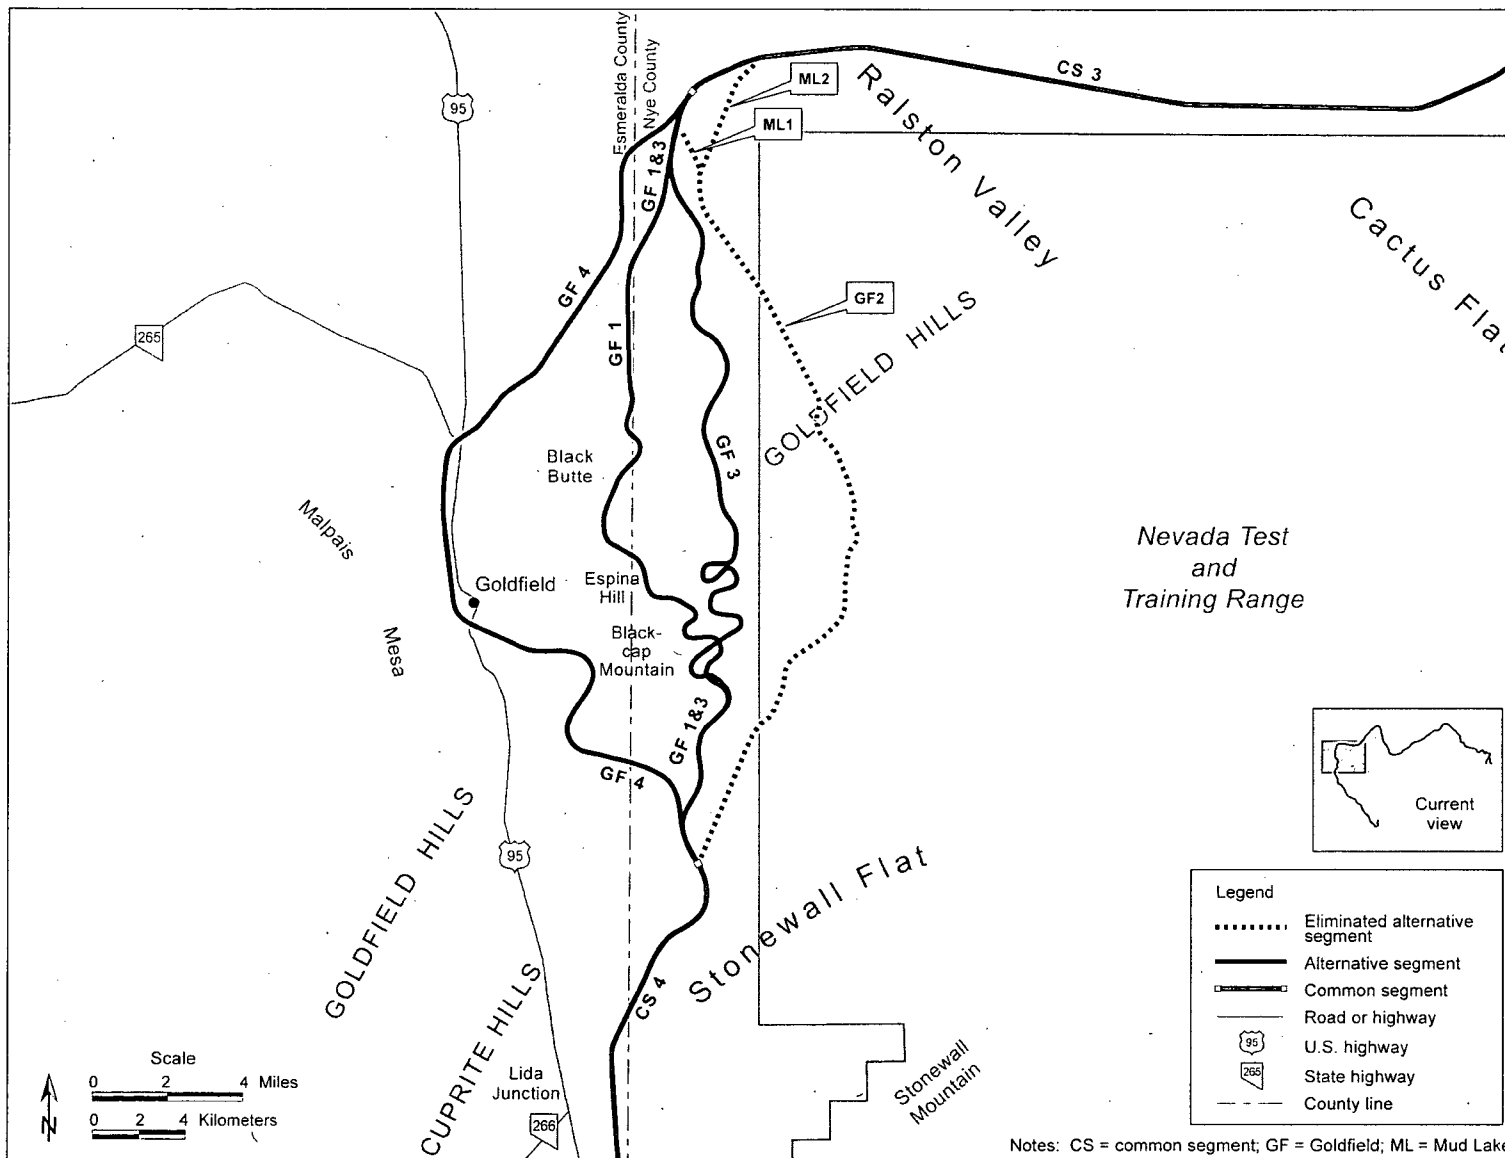 Esmeralda County
Nye County
95
ML2
ML1
CS 3
Ralston Valley
Cactus Flat
GF 1&3
GF 4
GF 1
GF2
265
GOLDFIELD HILLS
GF 3
Black
Butte
Malpais
Mesa
Nevada Test
and
Training Range
Goldfield
Espina
Hill
Black-
cap
Mountain
GF 1&3
GF 4
Current
view
GOLDFIELD HILLS
95
Stonewall Flat
CS 4
CUPRITE HILLS
Lida
Junction
266
Stonewall
Mountain
Scale
0 2 4 Miles
0 2 4 Kilometers
N
Legend
Eliminated alternative
segment
Alternative segment
Common segment
Road or highway
95
U.S. highway
265
State highway
County line
Notes: CS = common segment; GF = Goldfield; ML = Mud Lake